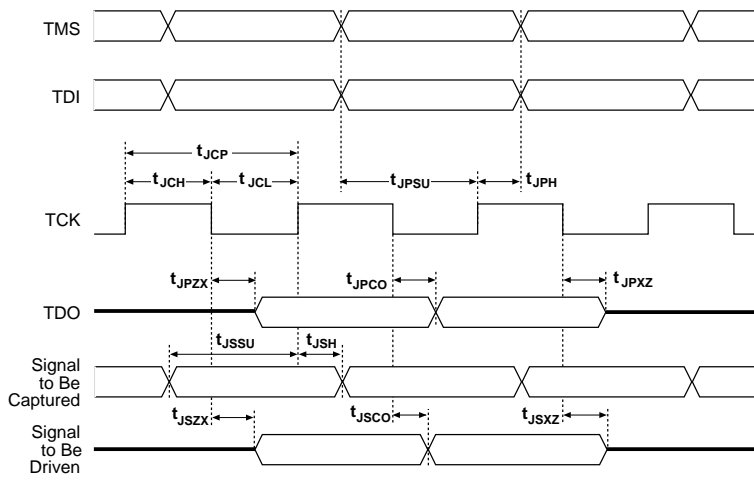 TMS
TDI
tJCP
tJCH tJCL tJPSU tJPH
TCK
tJPZX tJPCO tJPXZ
TDO
tJSSU tJSH
Signal
to Be
Captured
tJSZX tJSCO tJSXZ
Signal
to Be
Driven